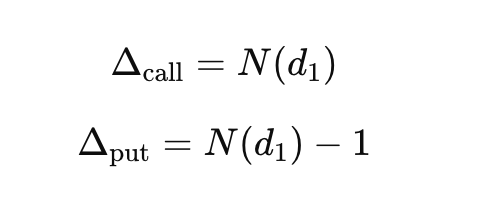 Δcall = N(d₁)
Δput = N(d₁) − 1